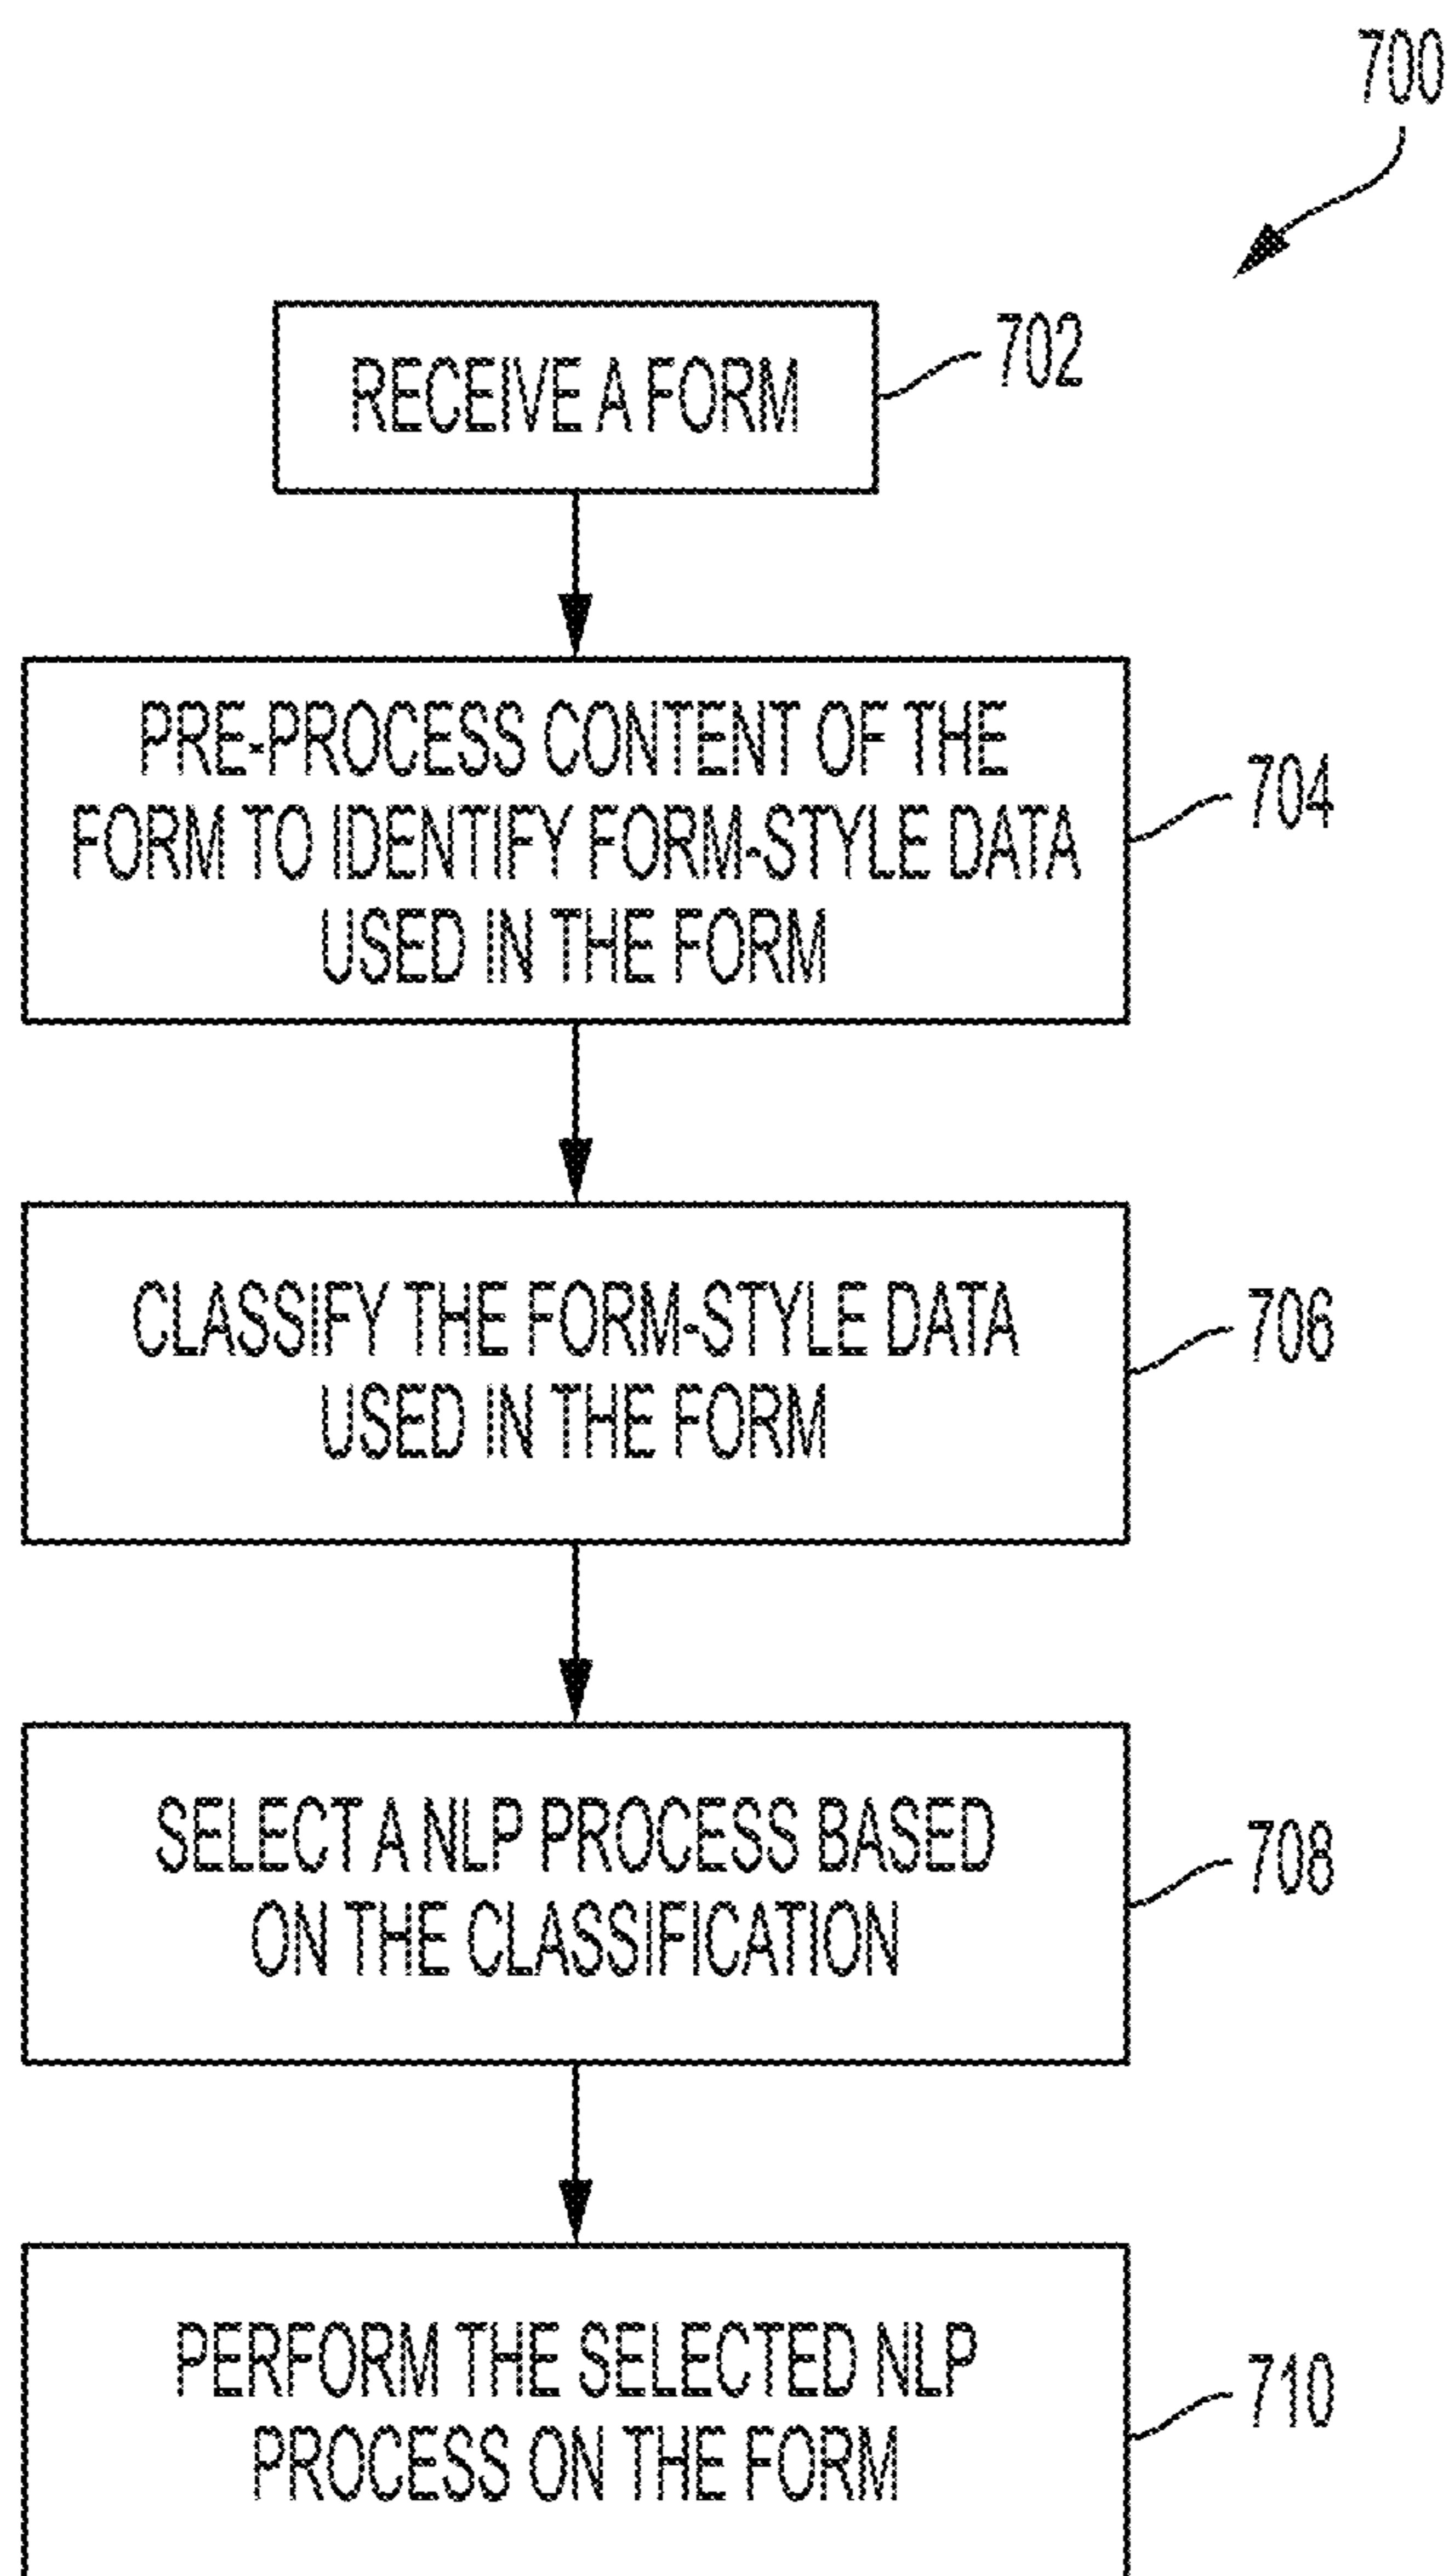 700
RECEIVE A FORM
702
PRE-PROCESS CONTENT OF THE
FORM TO IDENTIFY FORM-STYLE DATA
USED IN THE FORM
704
CLASSIFY THE FORM-STYLE DATA
USED IN THE FORM
706
SELECT A NLP PROCESS BASED
ON THE CLASSIFICATION
708
PERFORM THE SELECTED NLP
PROCESS ON THE FORM
710